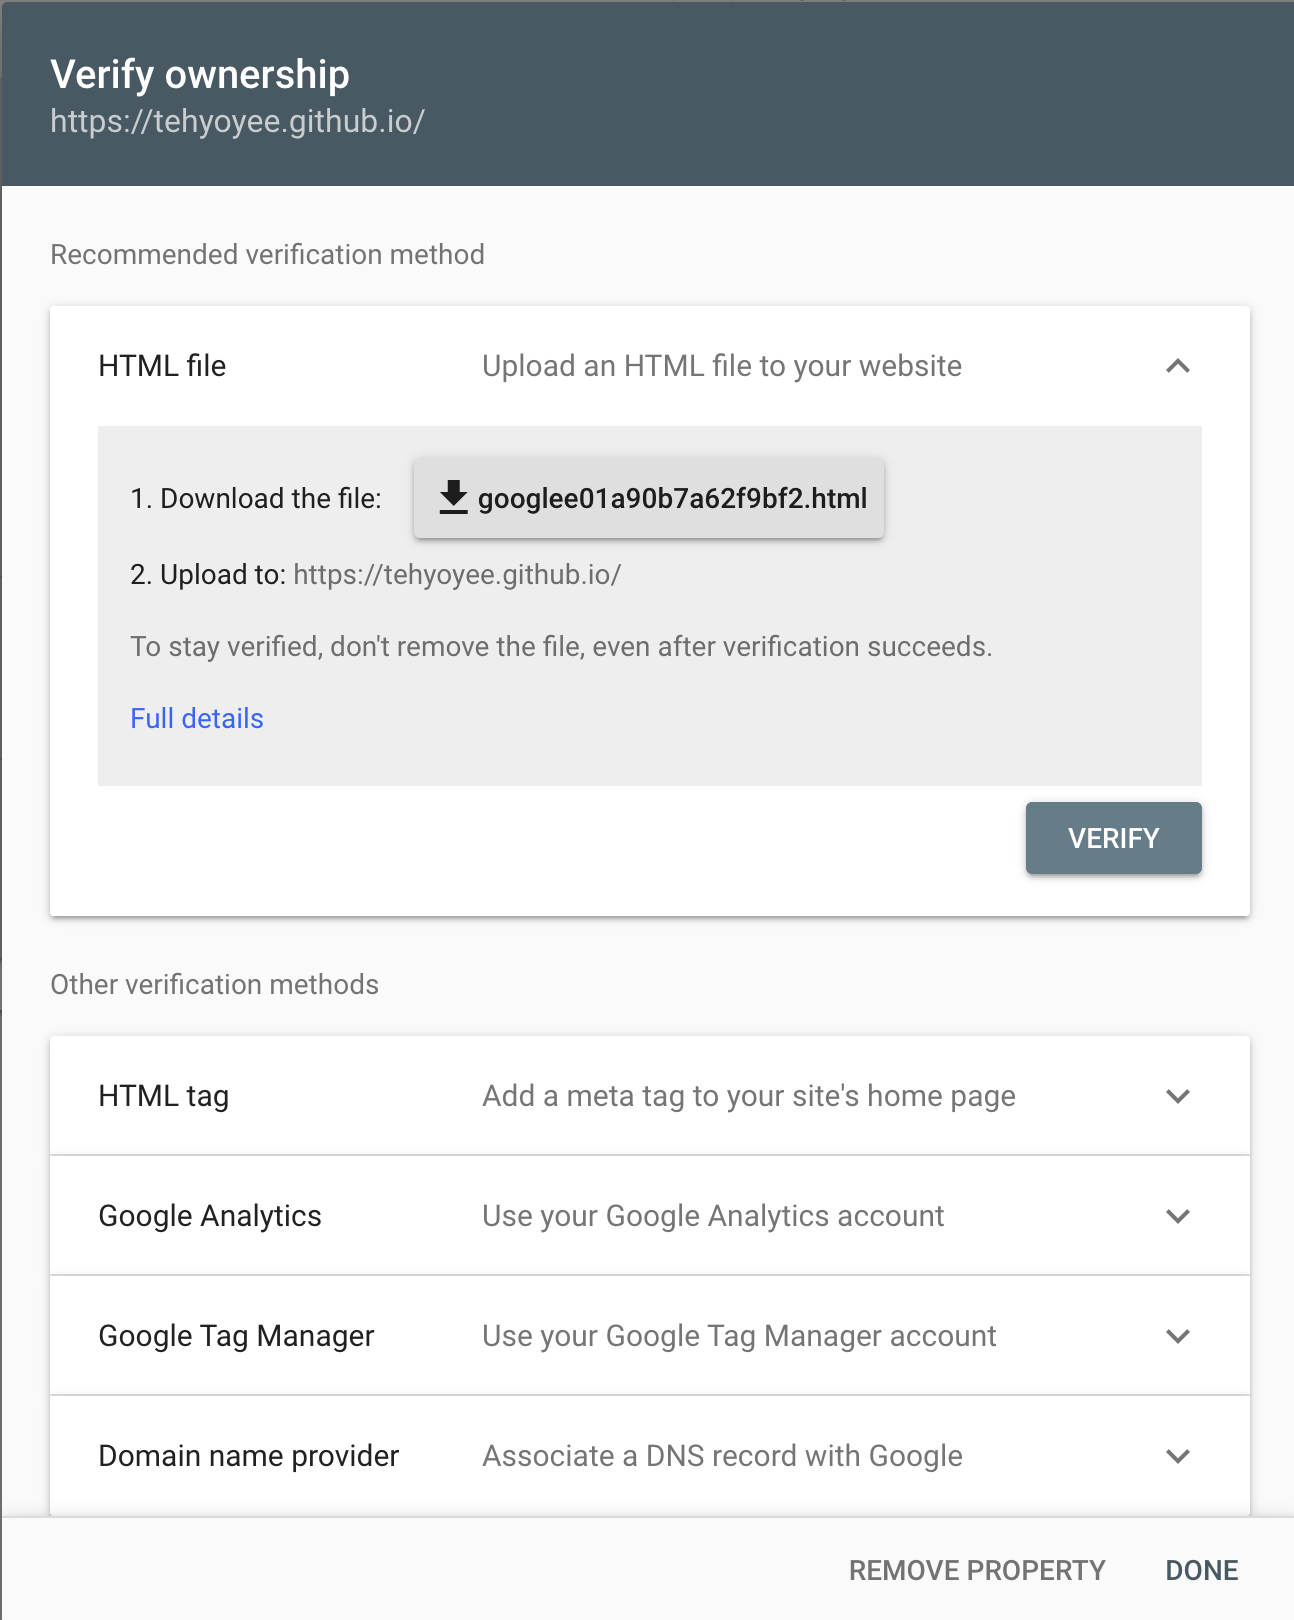 Verify ownership
https://tehyoyee.github.io/
Recommended verification method
HTML file Upload an HTML file to your website
1. Download the file: googlee01a90b7a62f9bf2.html
2. Upload to: https://tehyoyee.github.io/
To stay verified, don't remove the file, even after verification succeeds.
Full details
VERIFY
Other verification methods
HTML tag Add a meta tag to your site's home page
Google Analytics Use your Google Analytics account
Google Tag Manager Use your Google Tag Manager account
Domain name provider Associate a DNS record with Google
REMOVE PROPERTY DONE